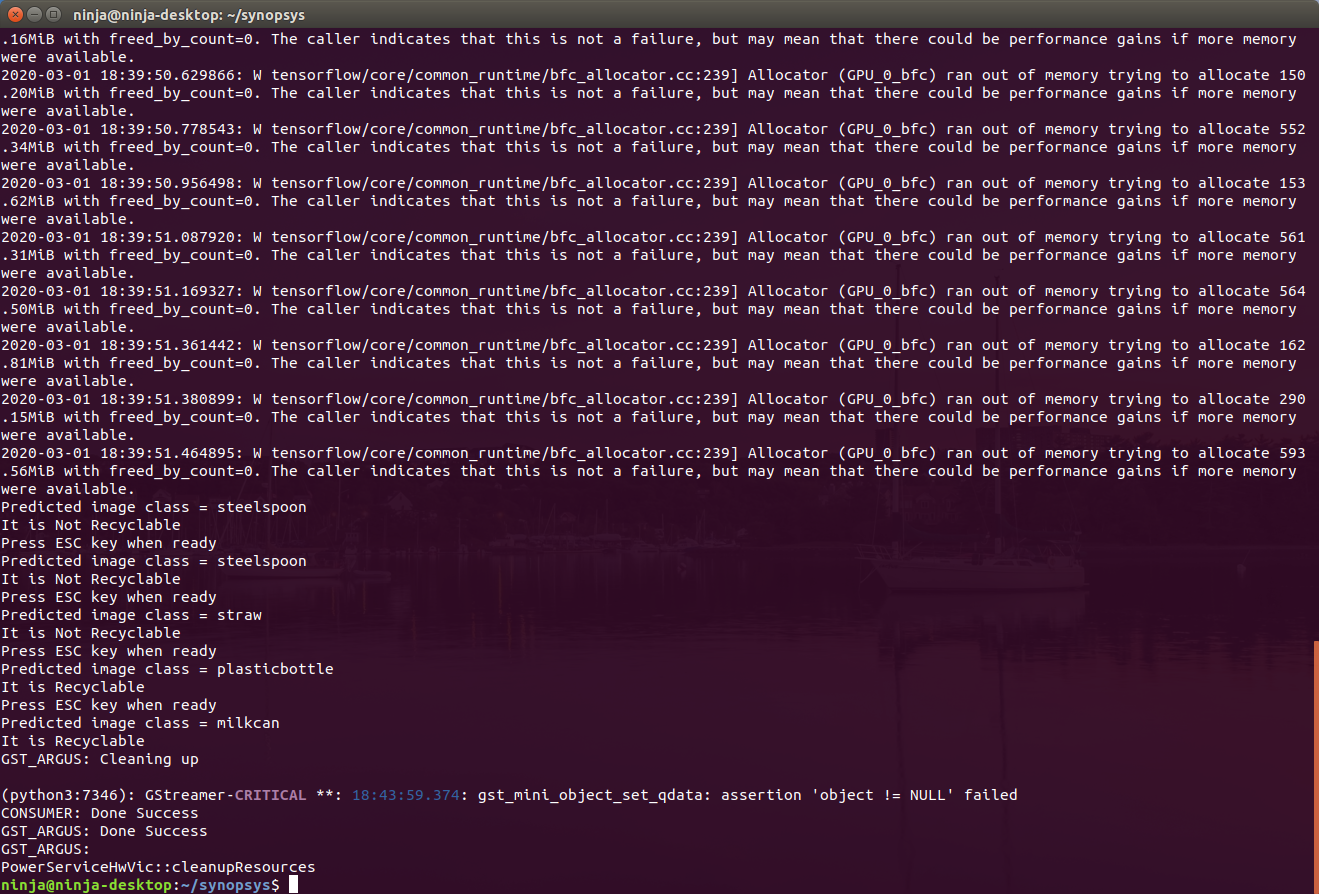 ninja@ninja-desktop: ~/synopsys
.16MiB with freed_by_count=0. The caller indicates that this is not a failure, but may mean that there could be performance gains if more memory
were available.
2020-03-01 18:39:50.629866: W tensorflow/core/common_runtime/bfc_allocator.cc:239] Allocator (GPU_0_bfc) ran out of memory trying to allocate 150
.20MiB with freed_by_count=0. The caller indicates that this is not a failure, but may mean that there could be performance gains if more memory
were available.
2020-03-01 18:39:50.778543: W tensorflow/core/common_runtime/bfc_allocator.cc:239] Allocator (GPU_0_bfc) ran out of memory trying to allocate 552
.34MiB with freed_by_count=0. The caller indicates that this is not a failure, but may mean that there could be performance gains if more memory
were available.
2020-03-01 18:39:50.956498: W tensorflow/core/common_runtime/bfc_allocator.cc:239] Allocator (GPU_0_bfc) ran out of memory trying to allocate 153
.62MiB with freed_by_count=0. The caller indicates that this is not a failure, but may mean that there could be performance gains if more memory
were available.
2020-03-01 18:39:51.087920: W tensorflow/core/common_runtime/bfc_allocator.cc:239] Allocator (GPU_0_bfc) ran out of memory trying to allocate 561
.31MiB with freed_by_count=0. The caller indicates that this is not a failure, but may mean that there could be performance gains if more memory
were available.
2020-03-01 18:39:51.169327: W tensorflow/core/common_runtime/bfc_allocator.cc:239] Allocator (GPU_0_bfc) ran out of memory trying to allocate 564
.50MiB with freed_by_count=0. The caller indicates that this is not a failure, but may mean that there could be performance gains if more memory
were available.
2020-03-01 18:39:51.361442: W tensorflow/core/common_runtime/bfc_allocator.cc:239] Allocator (GPU_0_bfc) ran out of memory trying to allocate 162
.81MiB with freed_by_count=0. The caller indicates that this is not a failure, but may mean that there could be performance gains if more memory
were available.
2020-03-01 18:39:51.380899: W tensorflow/core/common_runtime/bfc_allocator.cc:239] Allocator (GPU_0_bfc) ran out of memory trying to allocate 290
.15MiB with freed_by_count=0. The caller indicates that this is not a failure, but may mean that there could be performance gains if more memory
were available.
2020-03-01 18:39:51.464895: W tensorflow/core/common_runtime/bfc_allocator.cc:239] Allocator (GPU_0_bfc) ran out of memory trying to allocate 593
.56MiB with freed_by_count=0. The caller indicates that this is not a failure, but may mean that there could be performance gains if more memory
were available.
Predicted image class = steelspoon
It is Not Recyclable
Press ESC key when ready
Predicted image class = steelspoon
It is Not Recyclable
Press ESC key when ready
Predicted image class = straw
It is Not Recyclable
Press ESC key when ready
Predicted image class = plasticbottle
It is Recyclable
Press ESC key when ready
Predicted image class = milkcan
It is Recyclable
GST_ARGUS: Cleaning up
(python3:7346): GStreamer-CRITICAL **: 18:43:59.374: gst_mini_object_set_qdata: assertion 'object != NULL' failed
CONSUMER: Done Success
GST_ARGUS: Done Success
GST_ARGUS:
PowerServiceHwVic::cleanupResources
ninja@ninja-desktop:~/synopsys$